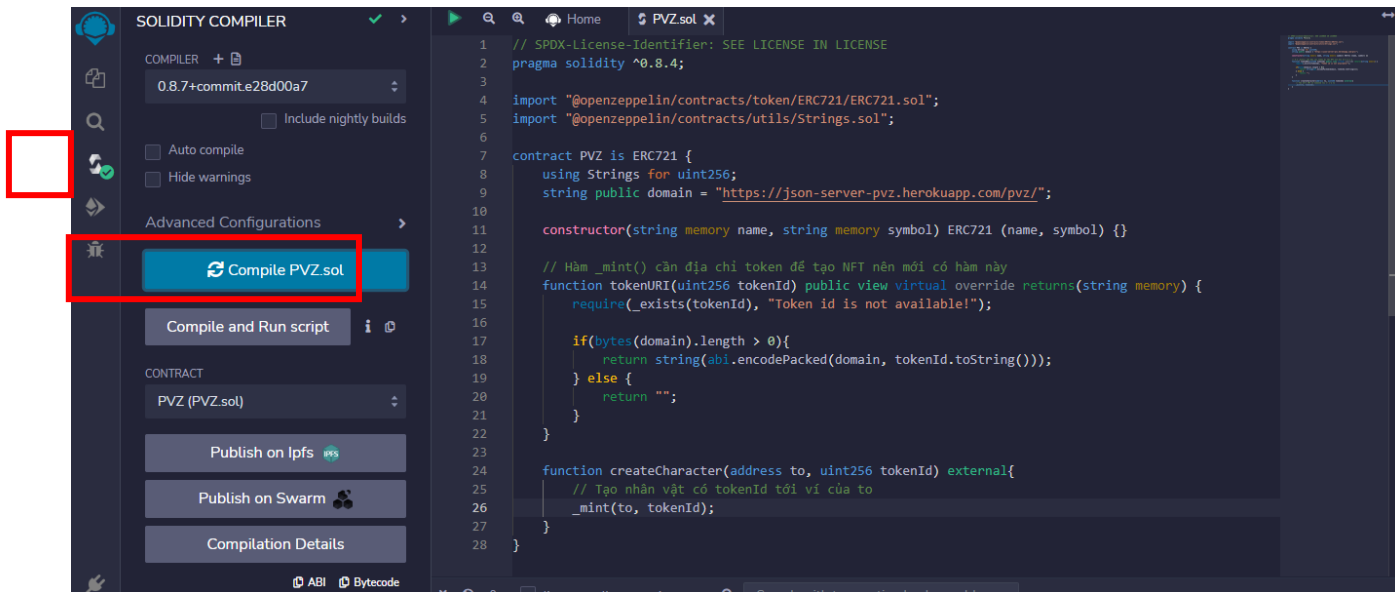 SOLIDITY COMPILER
COMPILER
0.8.7+commit.e28d00a7
Include nightly builds
Auto compile
Hide warnings
Advanced Configurations
Compile PVZ.sol
Compile and Run script
i
CONTRACT
PVZ (PVZ.sol)
Publish on Ipfs
IPFS
Publish on Swarm
Compilation Details
ABI Bytecode
Home PVZ.sol
1 // SPDX-License-Identifier: SEE LICENSE IN LICENSE
2 pragma solidity ^0.8.4;
3
4 import "@openzeppelin/contracts/token/ERC721/ERC721.sol";
5 import "@openzeppelin/contracts/utils/Strings.sol";
6
7 contract PVZ is ERC721 {
8 using Strings for uint256;
9 string public domain = "https://json-server-pvz.herokuapp.com/pvz/";
10
11 constructor(string memory name, string memory symbol) ERC721 (name, symbol) {}
12
13 // Hàm _mint() cần địa chỉ token để tạo NFT nên mới có hàm này
14 function tokenURI(uint256 tokenId) public view virtual override returns(string memory) {
15 require(_exists(tokenId), "Token id is not available!");
16
17 if(bytes(domain).length > 0){
18 return string(abi.encodePacked(domain, tokenId.toString()));
19 } else {
20 return "";
21 }
22 }
23
24 function createCharacter(address to, uint256 tokenId) external{
25 // Tạo nhân vật có tokenId tới ví của to
26 _mint(to, tokenId);
27 }
28 }